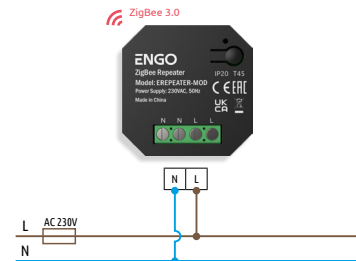 ZigBee 3.0
ENGO
ZigBee Repeater
Model: EREPEATER-MOD
Power Supply: 230VAC, 50Hz
Made in China
IP20 T45
CE EAC
UK
CA
N N L L
N L
L AC 230V
N